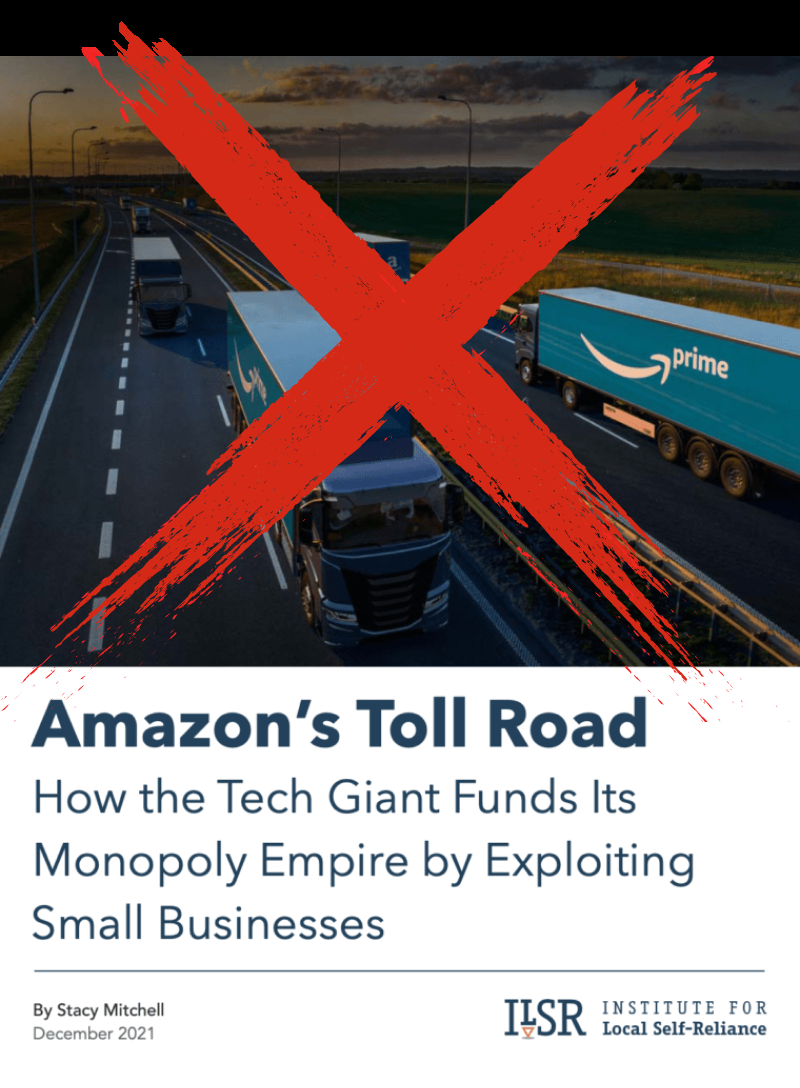 a
prime
Amazon’s Toll Road
How the Tech Giant Funds Its
Monopoly Empire by Exploiting
Small Businesses
By Stacy Mitchell
December 2021
ILSR
INSTITUTE FOR
Local Self-Reliance